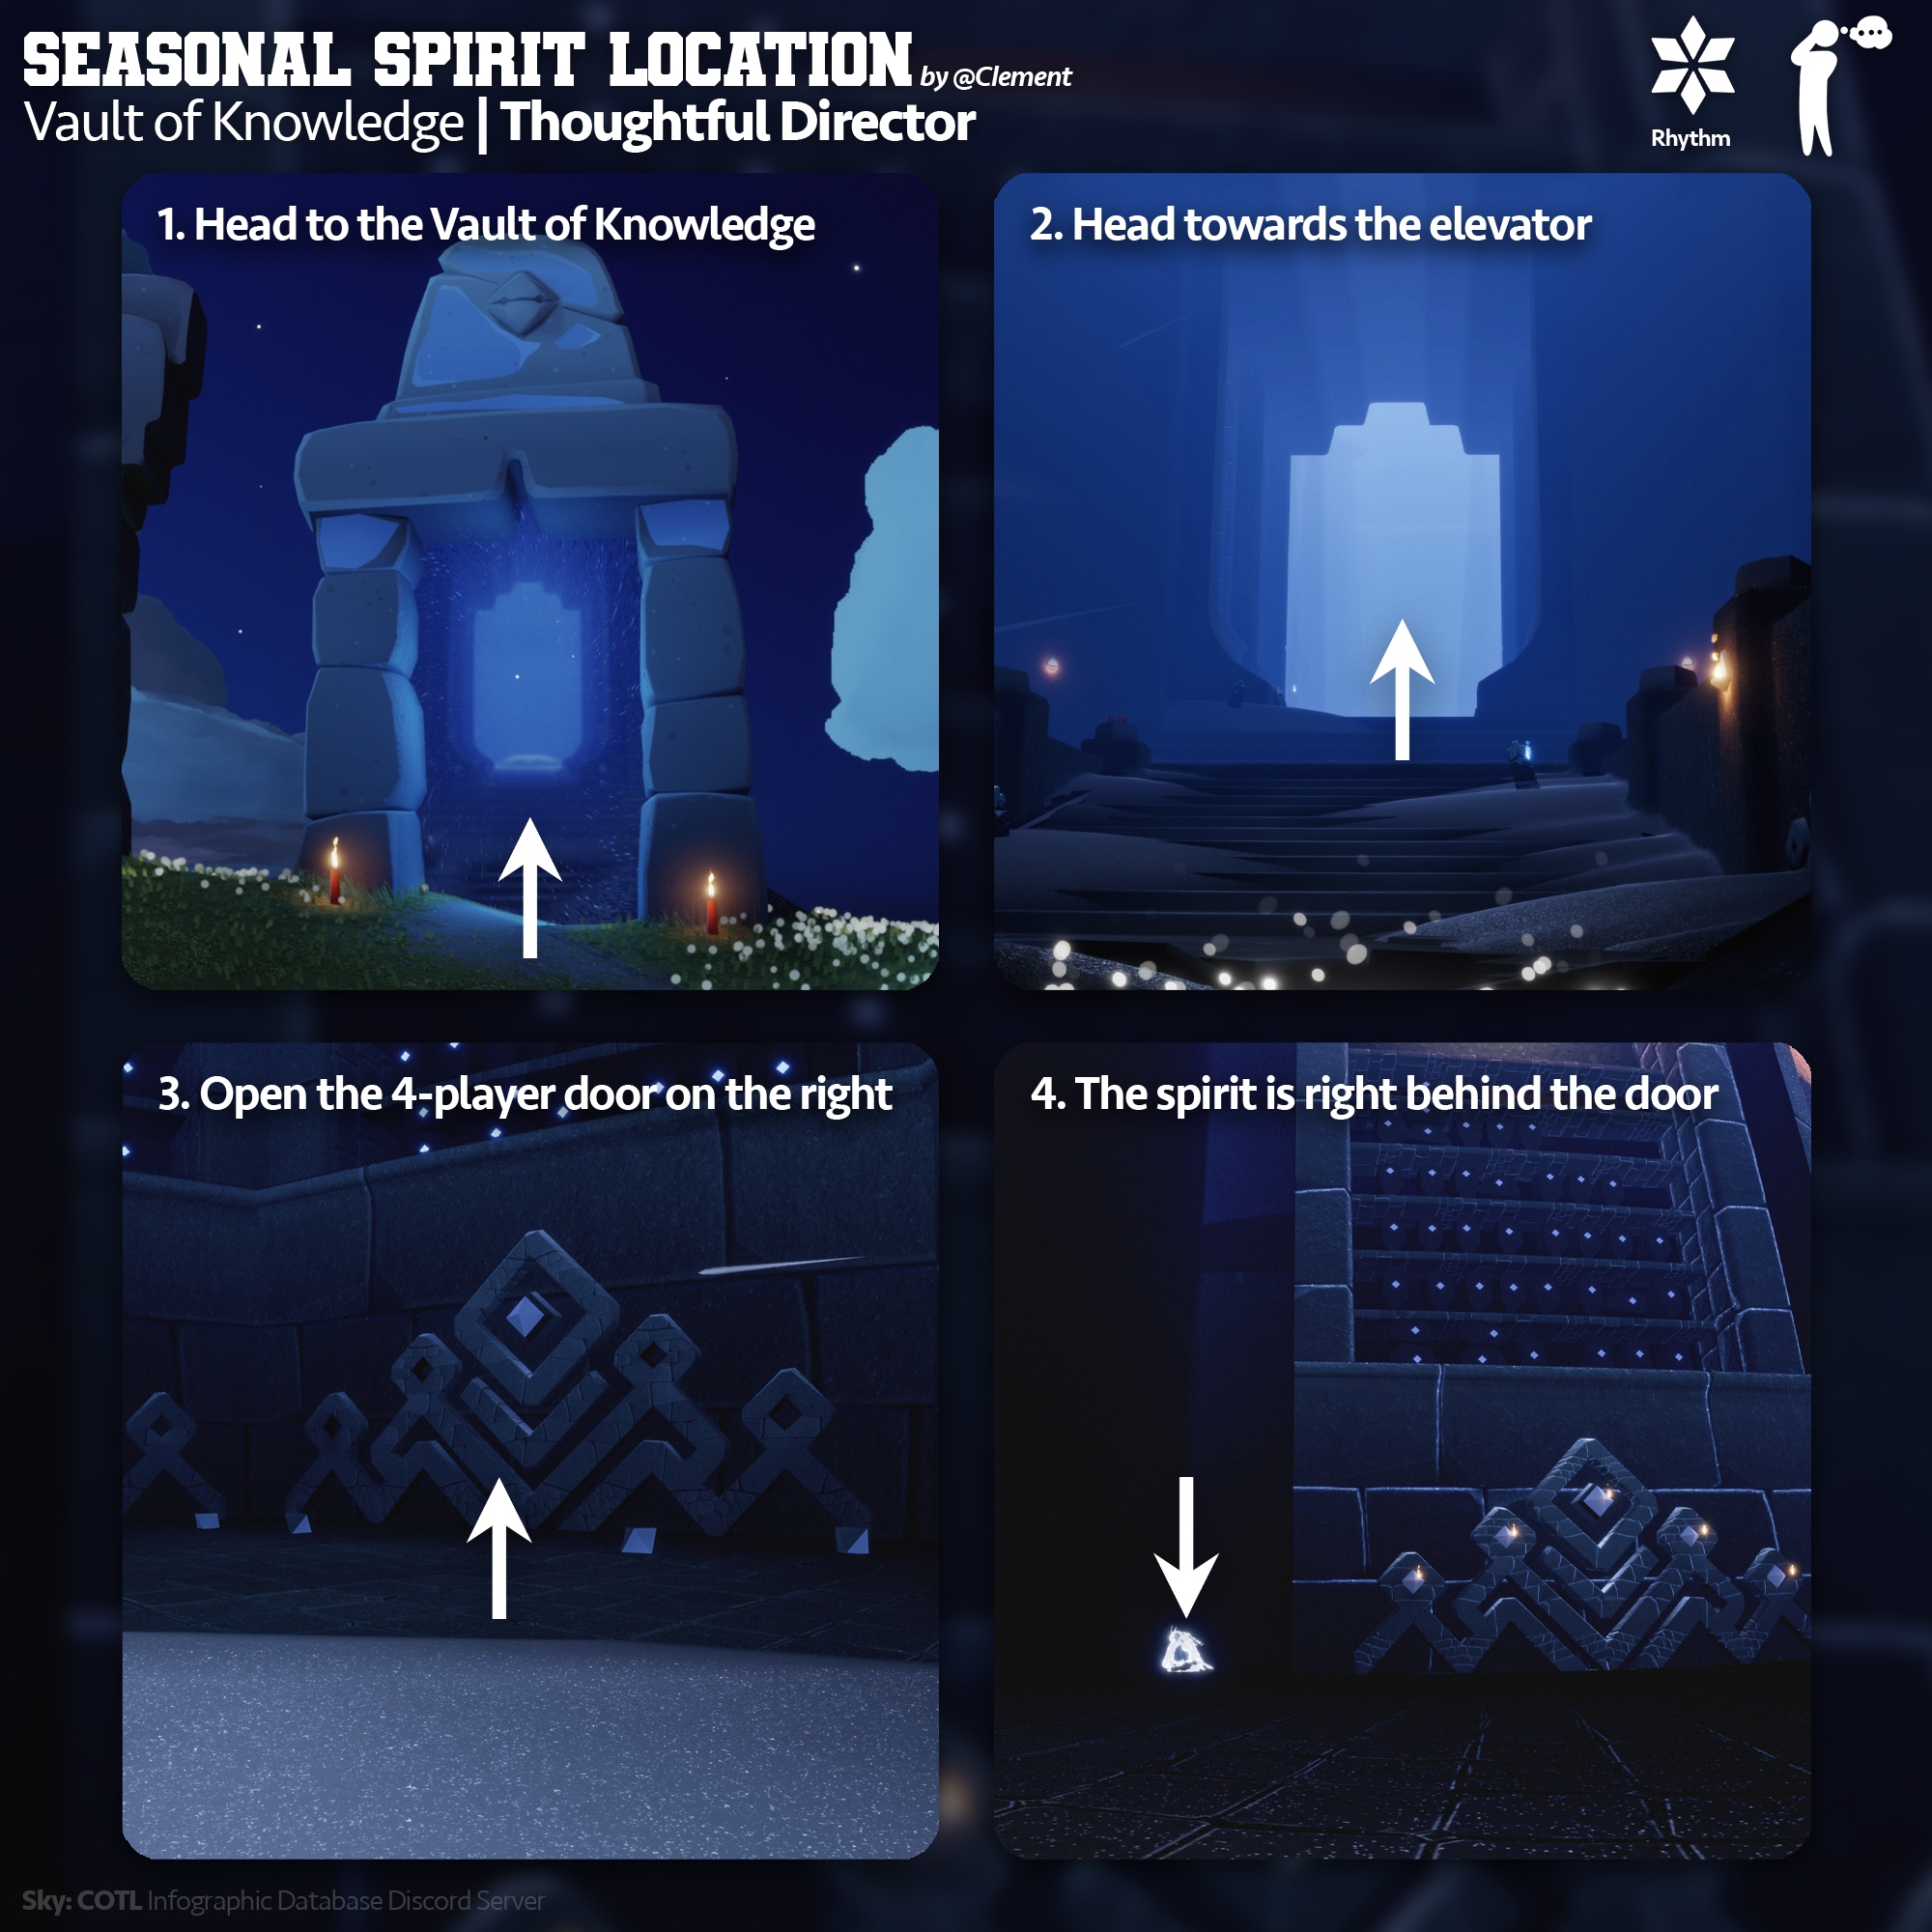 SEASONAL SPIRIT LOCATION by @Clement
Vault of Knowledge | Thoughtful Director
Rhythm
1. Head to the Vault of Knowledge
2. Head towards the elevator
3. Open the 4-player door on the right
4. The spirit is right behind the door
Sky: COTL Infographic Database Discord Server